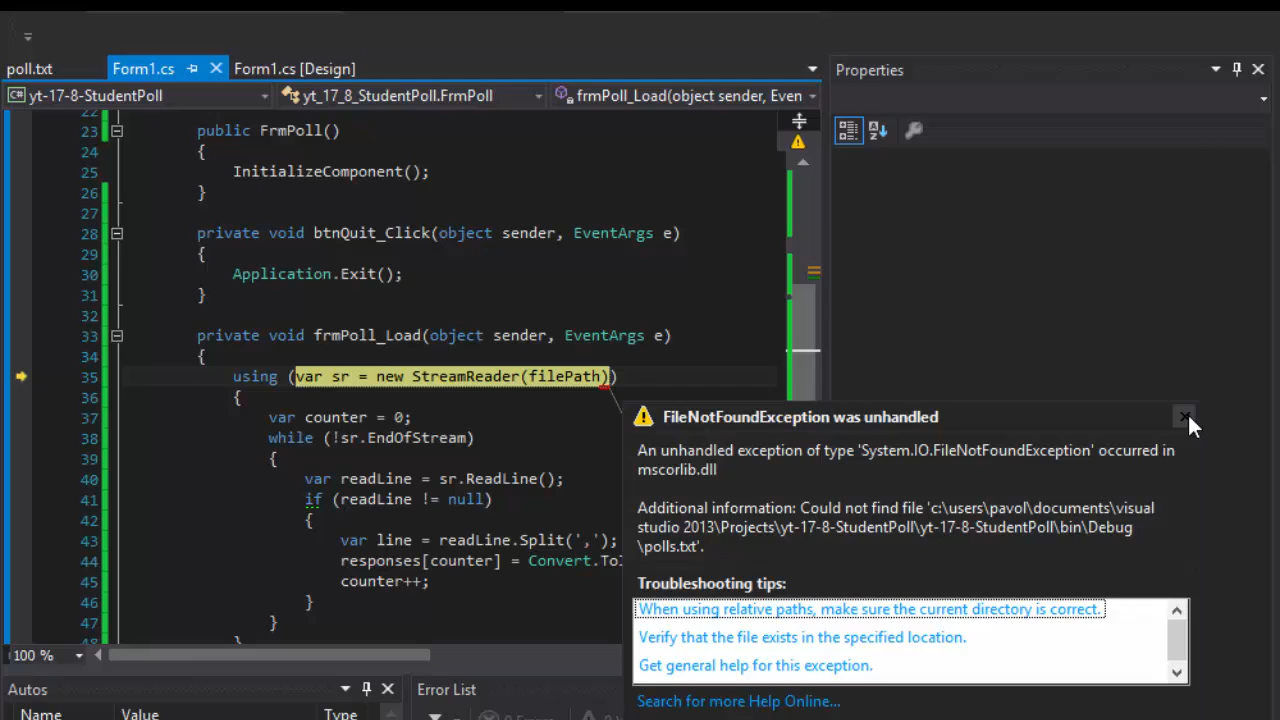 poll.txt
Form1.cs
Form1.cs [Design]
Properties
yt-17-8-StudentPoll
yt_17_8_StudentPoll.FrmPoll
frmPoll_Load(object sender, Even
22
23 public FrmPoll()
24 {
25 InitializeComponent();
26 }
27
28 private void btnQuit_Click(object sender, EventArgs e)
29 {
30 Application.Exit();
31 }
32
33 private void frmPoll_Load(object sender, EventArgs e)
34 {
35 using (var sr = new StreamReader(filePath))
36 {
37 var counter = 0;
38 while (!sr.EndOfStream)
39 {
40 var readLine = sr.ReadLine();
41 if (readLine != null)
42 {
43 var line = readLine.Split(',');
44 responses[counter] = Convert.ToI
45 counter++;
46 }
47 }
48 }
FileNotFoundException was unhandled
An unhandled exception of type 'System.IO.FileNotFoundException' occurred in
mscorlib.dll
Additional information: Could not find file 'c:\users\pavol\documents\visual
studio 2013\Projects\yt-17-8-StudentPoll\yt-17-8-StudentPoll\bin\Debug
\polls.txt'.
Troubleshooting tips:
When using relative paths, make sure the current directory is correct.
Verify that the file exists in the specified location.
Get general help for this exception.
Search for more Help Online...
100 %
Autos
Error List
Name Value Type
0 Errors